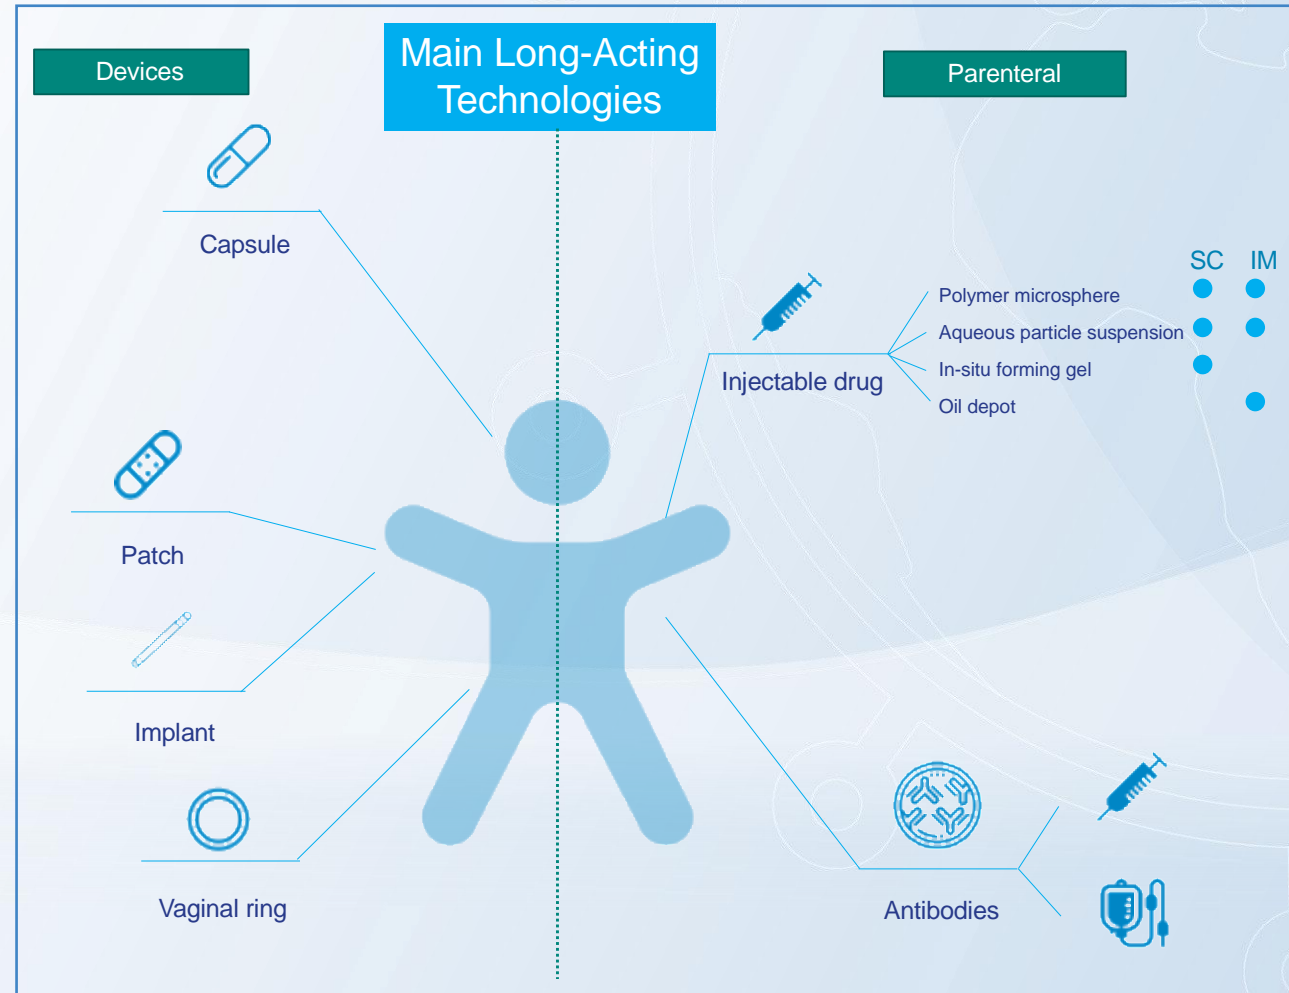 Main Long-Acting
Technologies
Devices
Capsule
Patch
Implant
Vaginal ring
Parenteral
SC IM
Injectable drug
Polymer microsphere
Aqueous particle suspension
In-situ forming gel
Oil depot
Antibodies